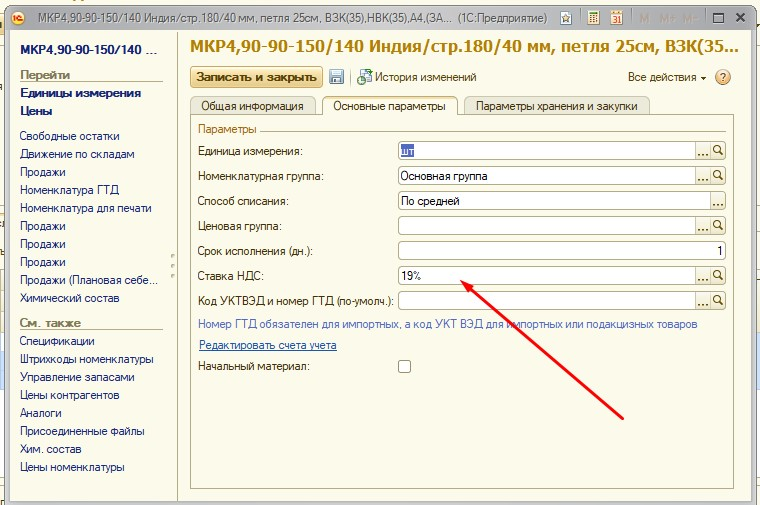 МКР4,90-90-150/140 Индия/стр.180/40 мм, петля 25см, ВЗК(35),НВК(35),А4,(ЗА... (1С:Предприятие)
M M+ M-
МКР4,90-90-150/140 ...
Перейти
Единицы измерения
Цены
Свободные остатки
Движение по складам
Продажи
Номенклатура ГТД
Номенклатура для печати
Продажи
Продажи
Продажи
Продажи (Плановая себе...
Химический состав
См. также
Спецификации
Штрихкоды номенклатуры
Управление запасами
Цены контрагентов
Аналоги
Присоединенные файлы
Хим. состав
Цены номенклатуры
МКР4,90-90-150/140 Индия/стр.180/40 мм, петля 25см, ВЗК(35...
Записать и закрыть История изменений Все действия
Общая информация Основные параметры Параметры хранения и закупки
Параметры
Единица измерения: шт
Номенклатурная группа: Основная группа
Способ списания: По средней
Ценовая группа:
Срок исполнения (дн.): 1
Ставка НДС: 19%
Код УКТВЭД и номер ГТД (по-умолч.):
Номер ГТД обязателен для импортных, а код УКТ ВЭД для импортных или подакцизных товаров
Редактировать счета учета
Начальный материал: